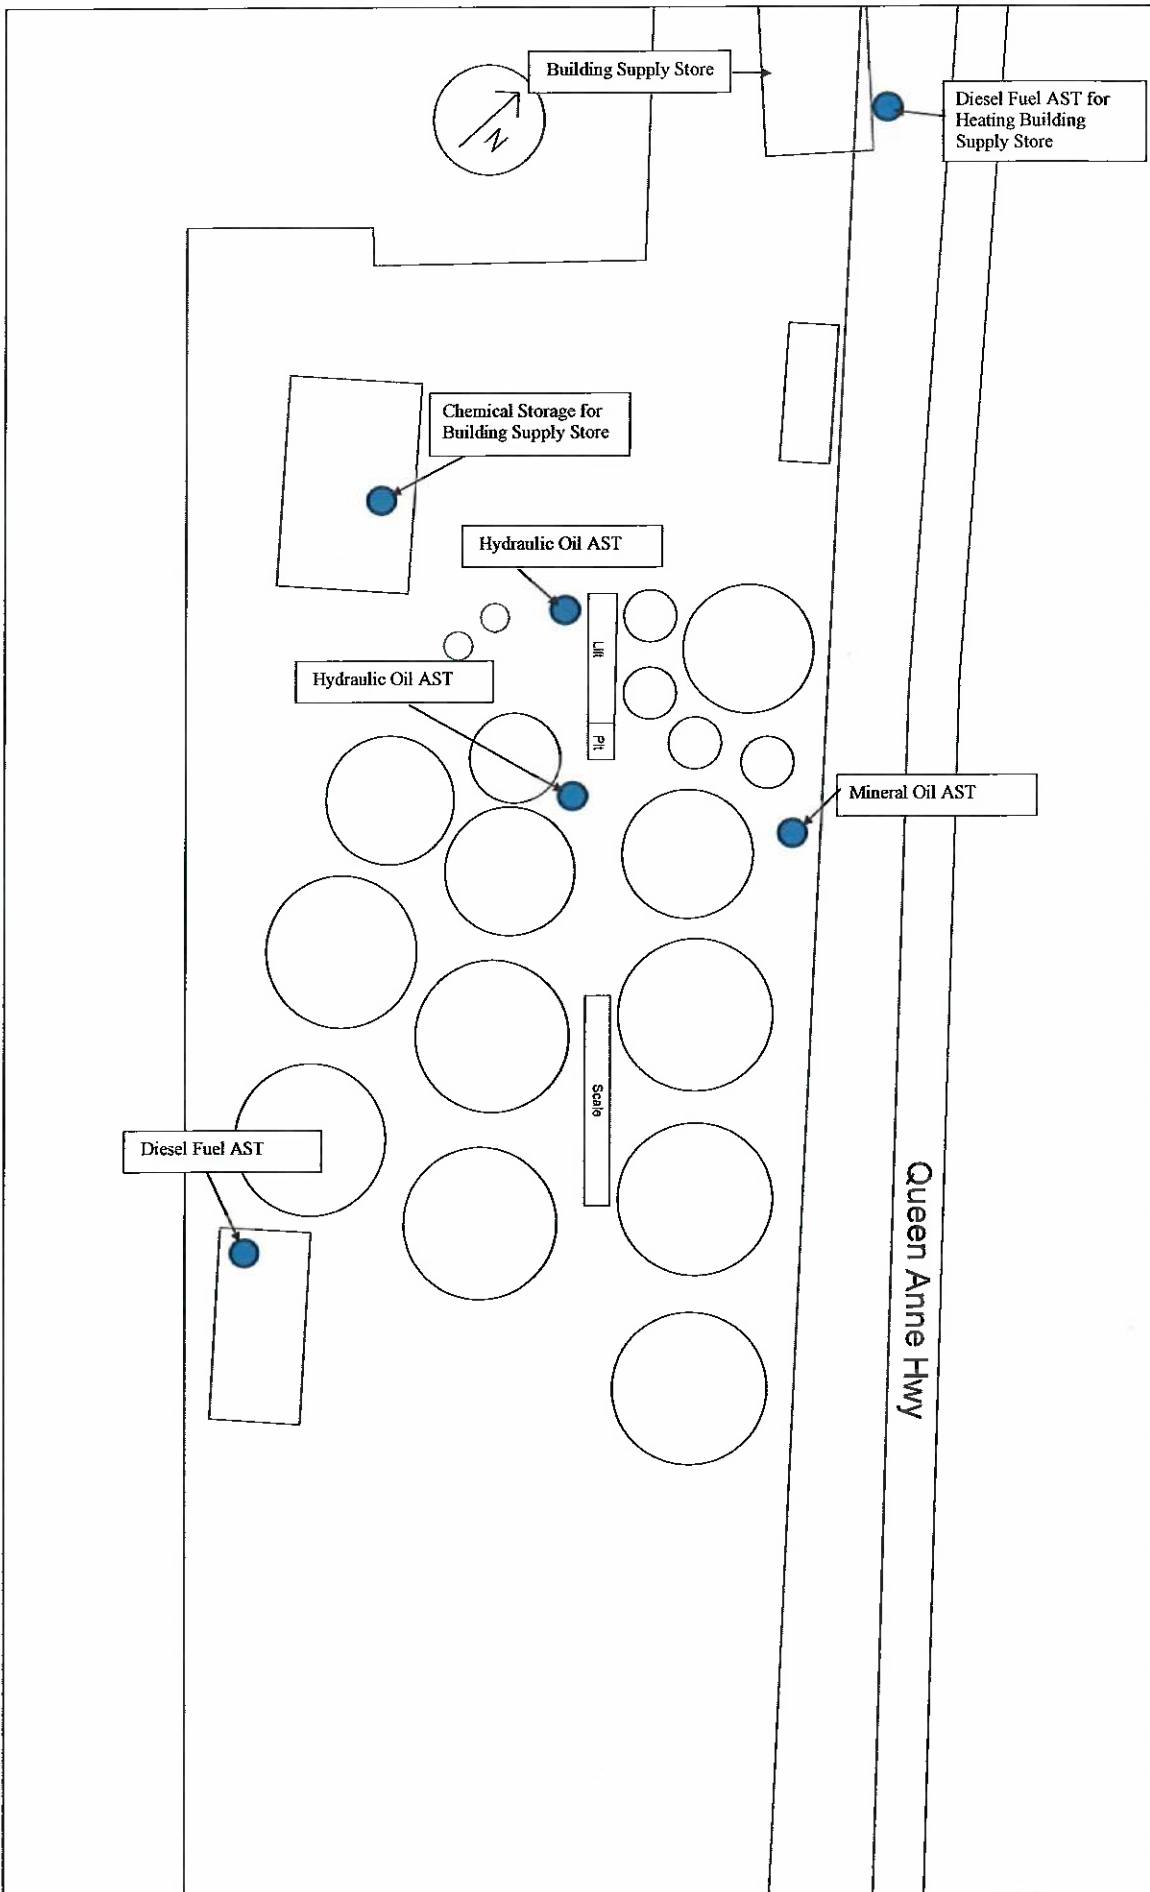 Building Supply Store
Diesel Fuel AST for
Heating Building
Supply Store
N
Chemical Storage for
Building Supply Store
Hydraulic Oil AST
Lift
Hydraulic Oil AST
Pit
Mineral Oil AST
Scale
Diesel Fuel AST
Queen Anne Hwy